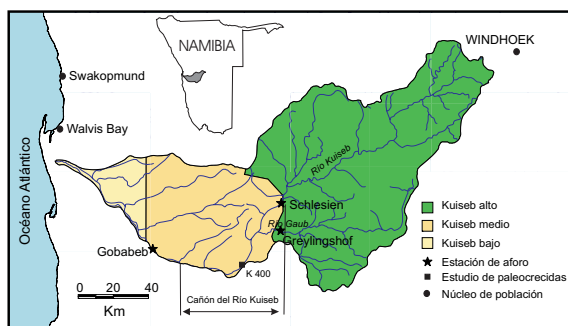 NAMIBIA
WINDHOEK
Swakopmund
Walvis Bay
Océano Atlántico
Río Kuiseb
Schlesien
Río Gaub
Greylingshof
Gobabeb
K 400
Cañón del Río Kuiseb
0 20 40
Km
Kuiseb alto
Kuiseb medio
Kuiseb bajo
Estación de aforo
Estudio de paleocrecidas
Núcleo de población